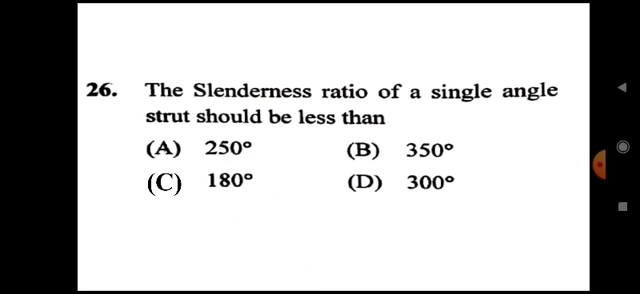 26. The Slenderness ratio of a single angle
strut should be less than
(A) 250° (B) 350°
(C) 180° (D) 300°